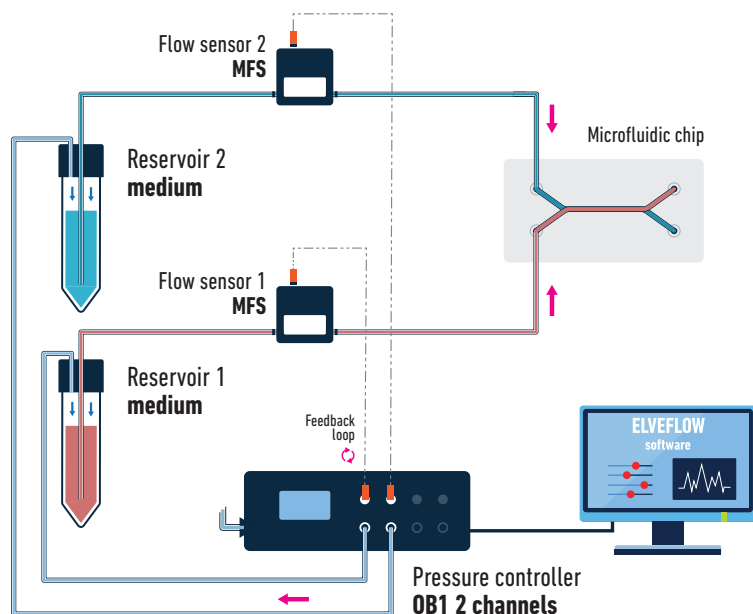 Flow sensor 2
MFS
Microfluidic chip
Reservoir 2
medium
Flow sensor 1
MFS
Reservoir 1
medium
Feedback
loop
ELVEFLOW
software
Pressure controller
OB1 2 channels